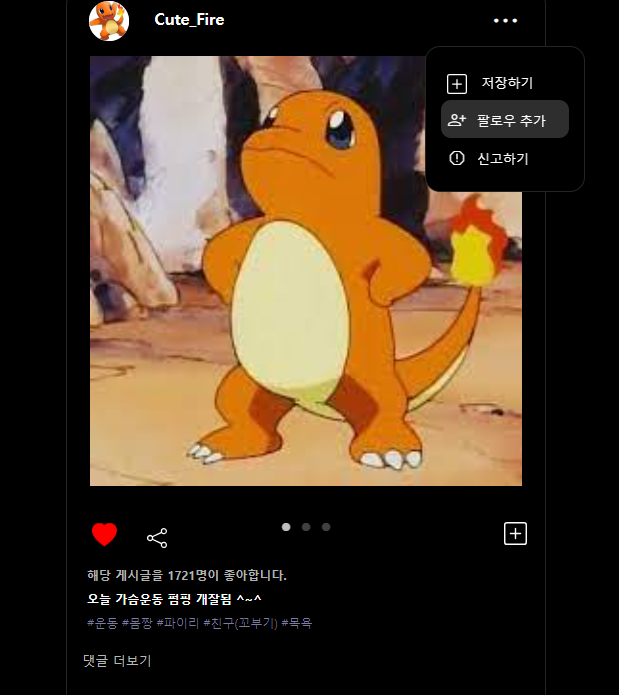 Cute_Fire
저장하기
팔로우 추가
신고하기
해당 게시글을 1721명이 좋아합니다.
오늘 가슴운동 펌핑 개잘됨 ^~^
#운동 #몸짱 #파이리 #친구(꼬부기) #목욕
댓글 더보기